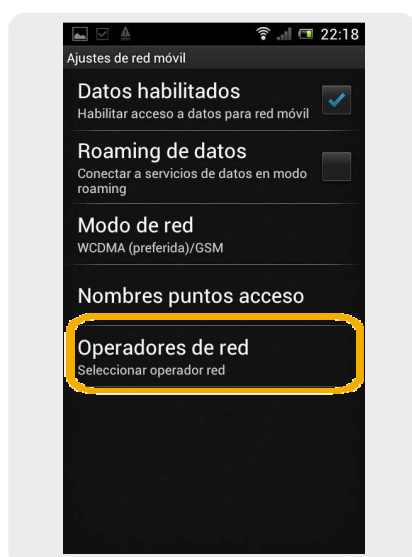 22:18
Ajustes de red móvil
Datos habilitados
Habilitar acceso a datos para red móvil
Roaming de datos
Conectar a servicios de datos en modo
roaming
Modo de red
WCDMA (preferida)/GSM
Nombres puntos acceso
Operadores de red
Seleccionar operador red